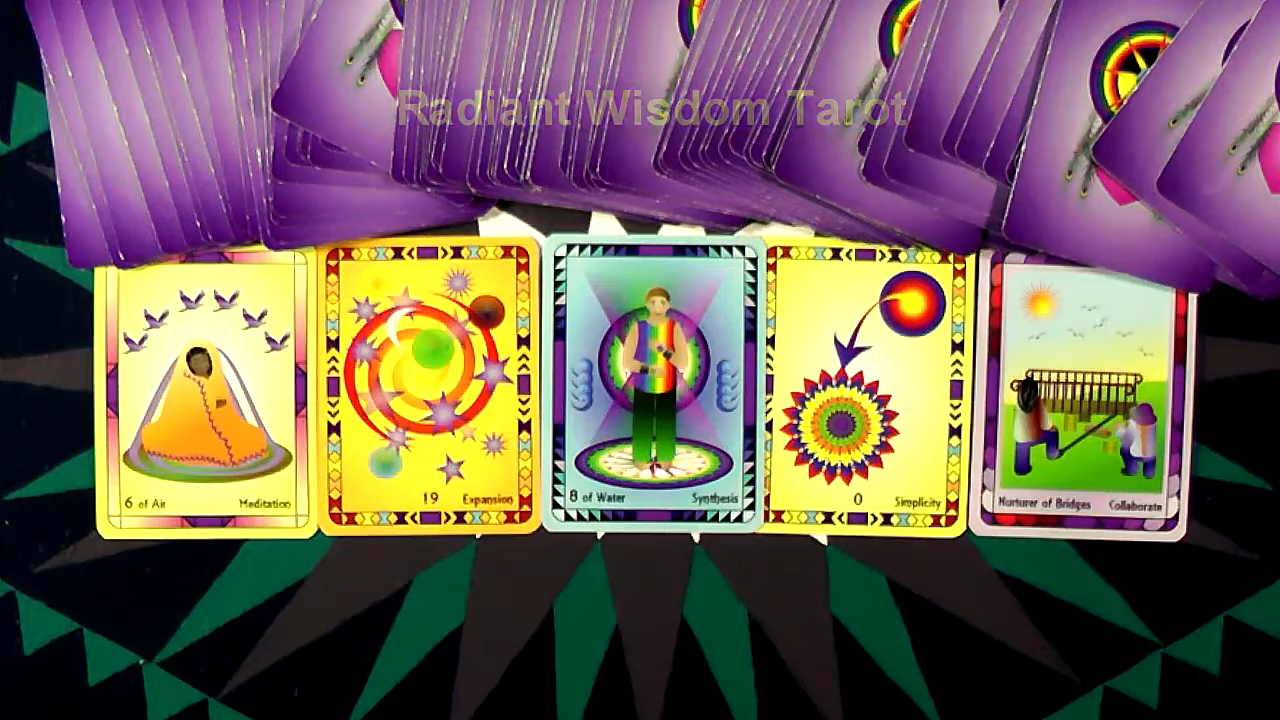 Radiant Wisdom Tarot
6 of Air Meditation
19 Expansion
8 of Water Synthesis
0 Simplicity
Nurturer of Bridges Collaborate